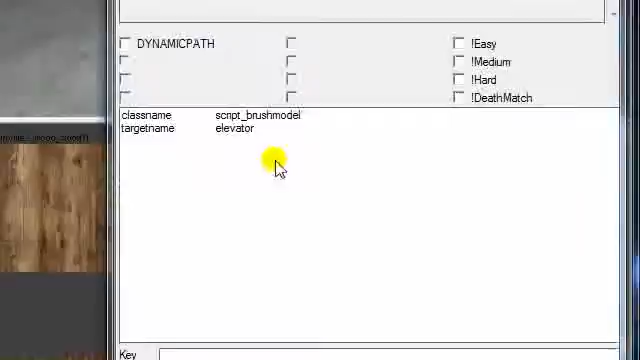 DYNAMICPATH
!Easy
!Medium
!Hard
!DeathMatch
classname script_brushmodel
targetname elevator
Key